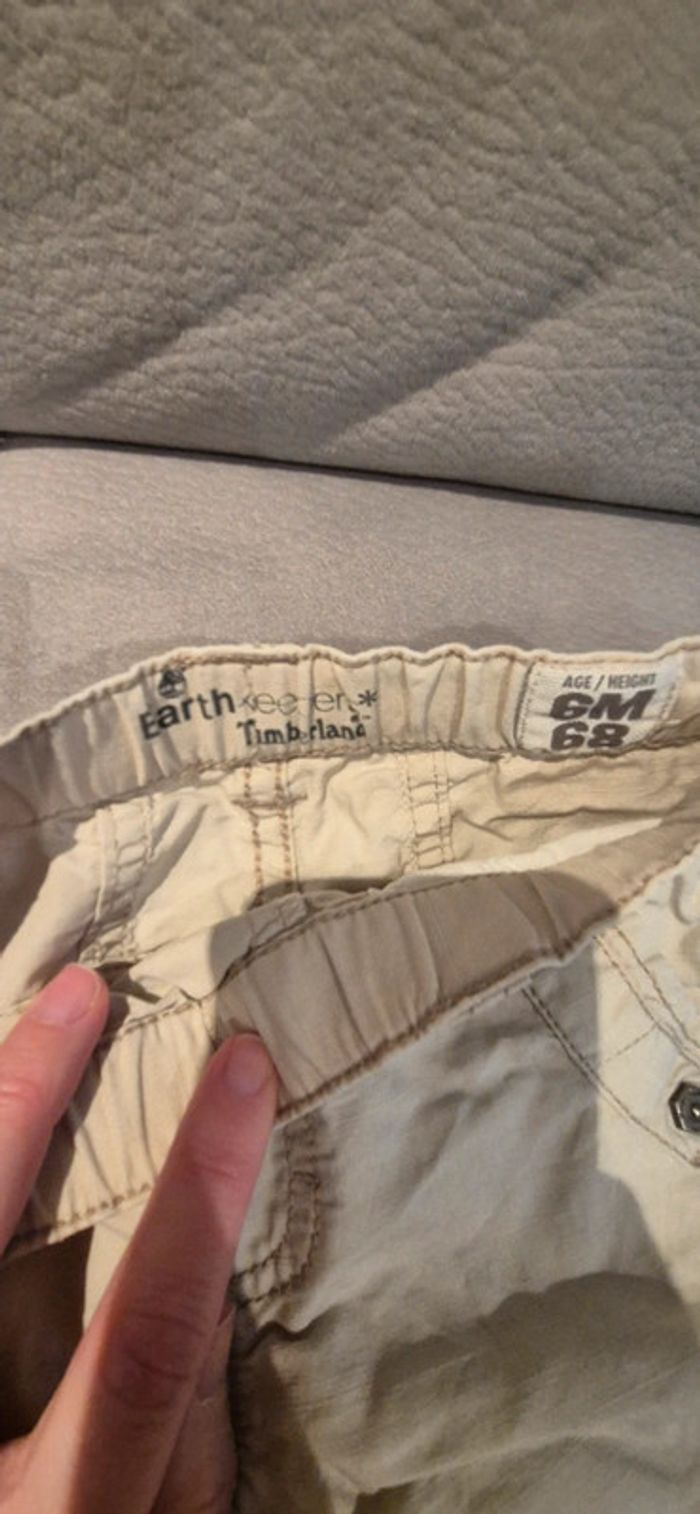 Earthkeepers*
Timberland
AGE / HEIGHT
6M
68